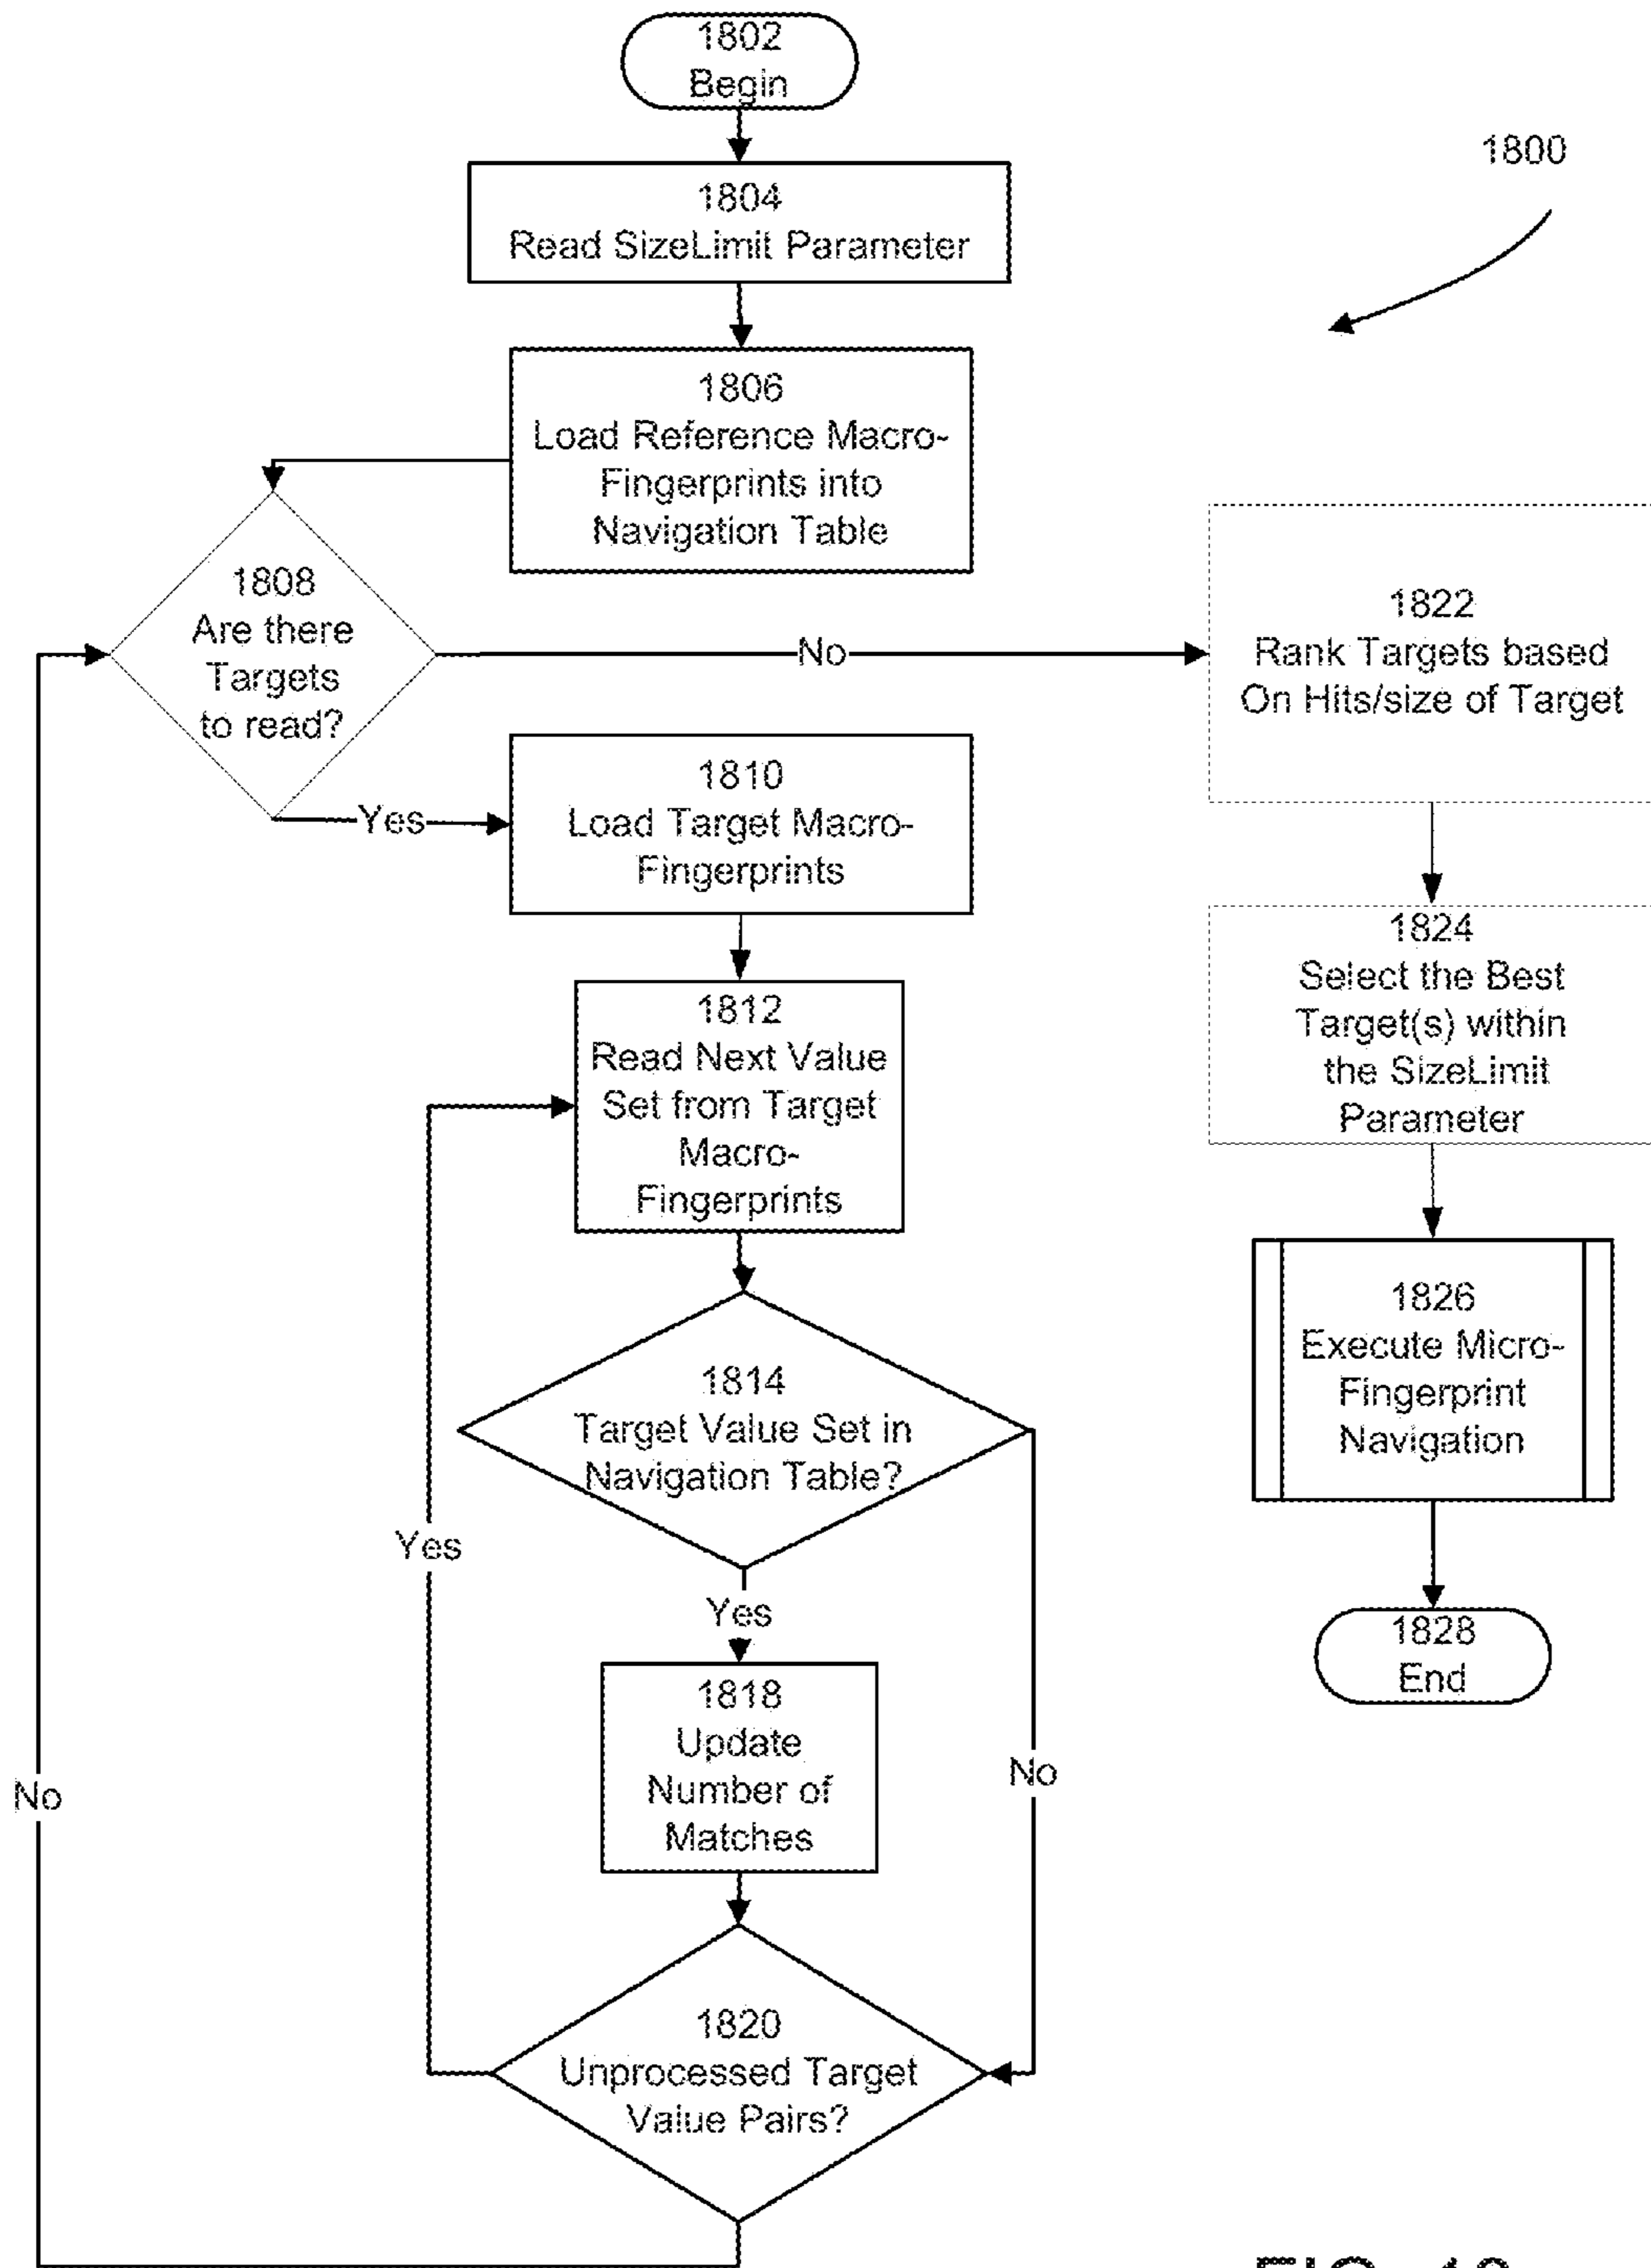 1802
Begin
1800
1804
Read SizeLimit Parameter
1806
Load Reference Macro-
Fingerprints into
Navigation Table
1808
Are there
Targets
to read?
No
1822
Rank Targets based
On Hits/size of Target
Yes
1810
Load Target Macro-
Fingerprints
1824
Select the Best
Target(s) within
the SizeLimit
Parameter
1812
Read Next Value
Set from Target
Macro-
Fingerprints
1826
Execute Micro-
Fingerprint
Navigation
1814
Target Value Set in
Navigation Table?
Yes
Yes
1828
End
1818
Update
Number of
Matches
No
No
1820
Unprocessed Target
Value Pairs?